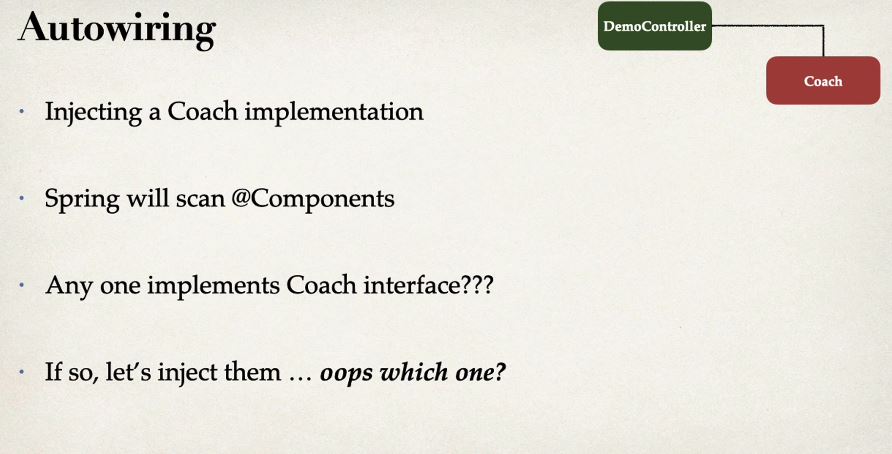 Autowiring
DemoController
Coach
• Injecting a Coach implementation
• Spring will scan @Components
• Any one implements Coach interface???
• If so, let’s inject them … oops which one?